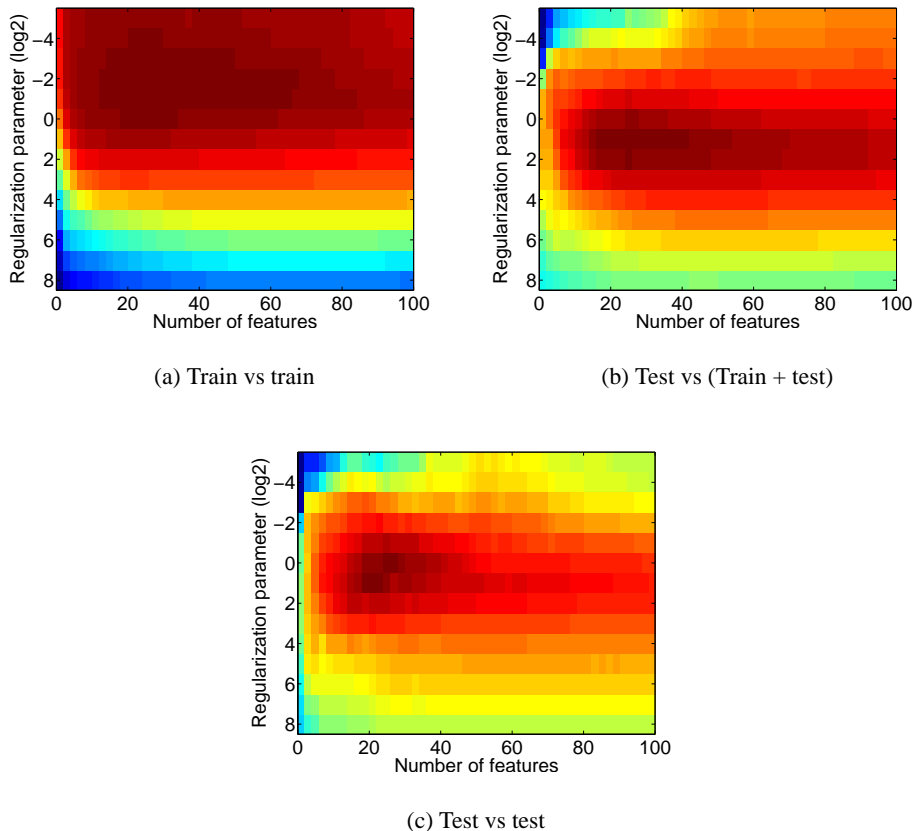 Regularization parameter (log2)
−4
−2
0
2
4
6
8
0 20 40 60 80 100
Number of features
(a) Train vs train
Regularization parameter (log2)
−4
−2
0
2
4
6
8
0 20 40 60 80 100
Number of features
(b) Test vs (Train + test)
Regularization parameter (log2)
−4
−2
0
2
4
6
8
0 20 40 60 80 100
Number of features
(c) Test vs test